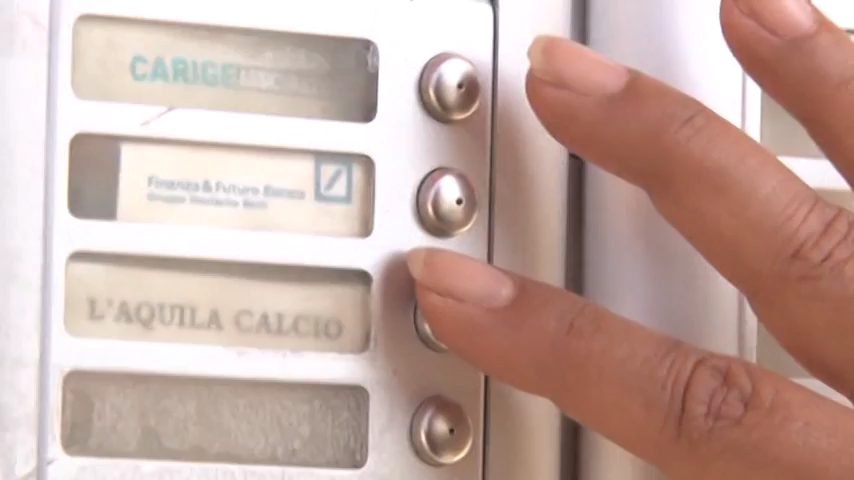 CARIGE
Finanza & Futuro Banca
Gruppo Deutsche Bank
L'AQUILA CALCIO